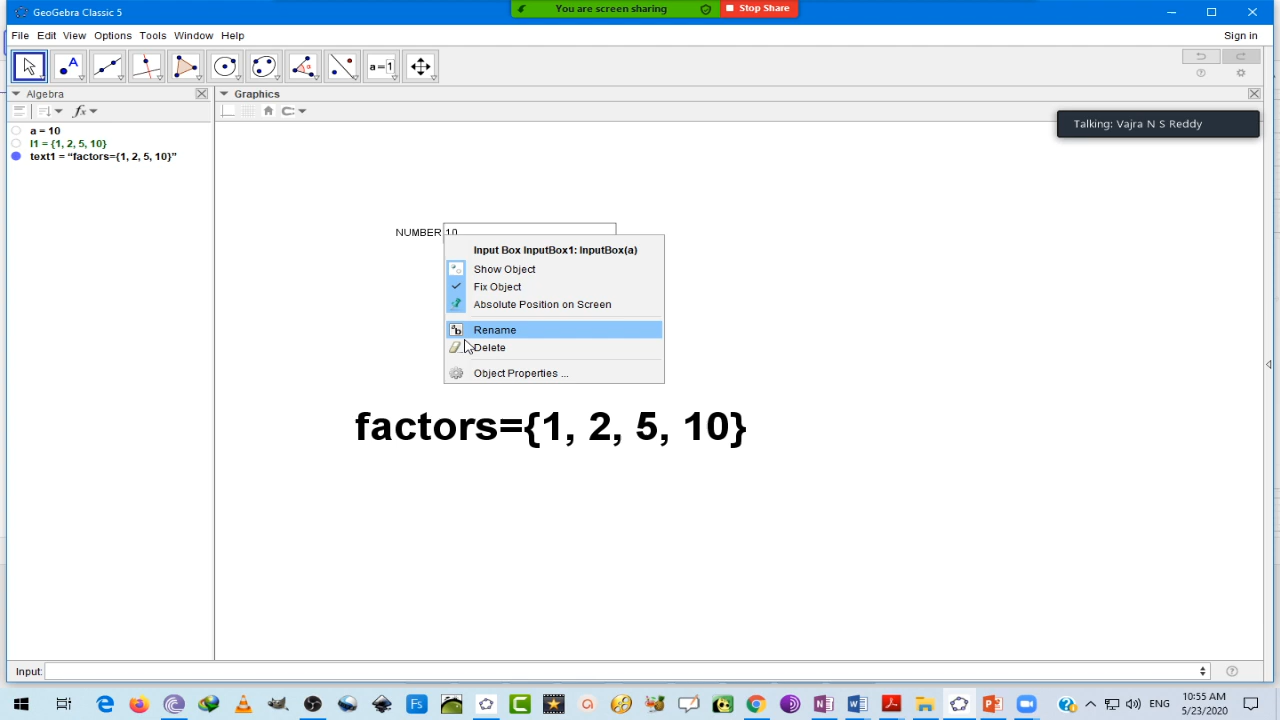 GeoGebra Classic 5
You are screen sharing
Stop Share
File Edit View Options Tools Window Help
Sign in
a=1
Algebra
Graphics
fx
Talking: Vajra N S Reddy
a = 10
l1 = {1, 2, 5, 10}
text1 = “factors={1, 2, 5, 10}”
NUMBER 10
Input Box InputBox1: InputBox(a)
Show Object
Fix Object
Absolute Position on Screen
Rename
Delete
Object Properties ...
factors={1, 2, 5, 10}
Input:
Fs
ENG
10:55 AM
5/23/2020